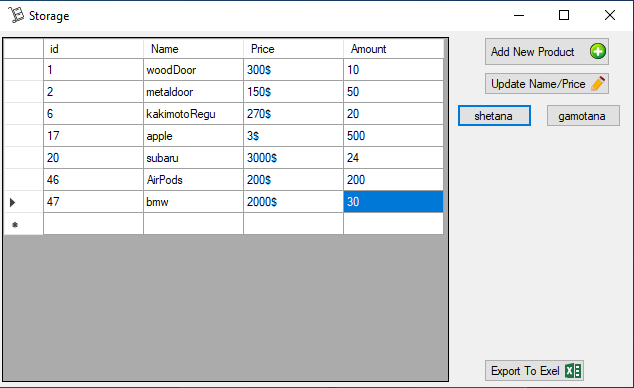 Storage
id Name Price Amount
1 woodDoor 300$ 10
2 metaldoor 150$ 50
6 kakimotoRegu 270$ 20
17 apple 3$ 500
20 subaru 3000$ 24
46 AirPods 200$ 200
47 bmw 2000$ 30
Add New Product
Update Name/Price
shetana gamotana
Export To Exel